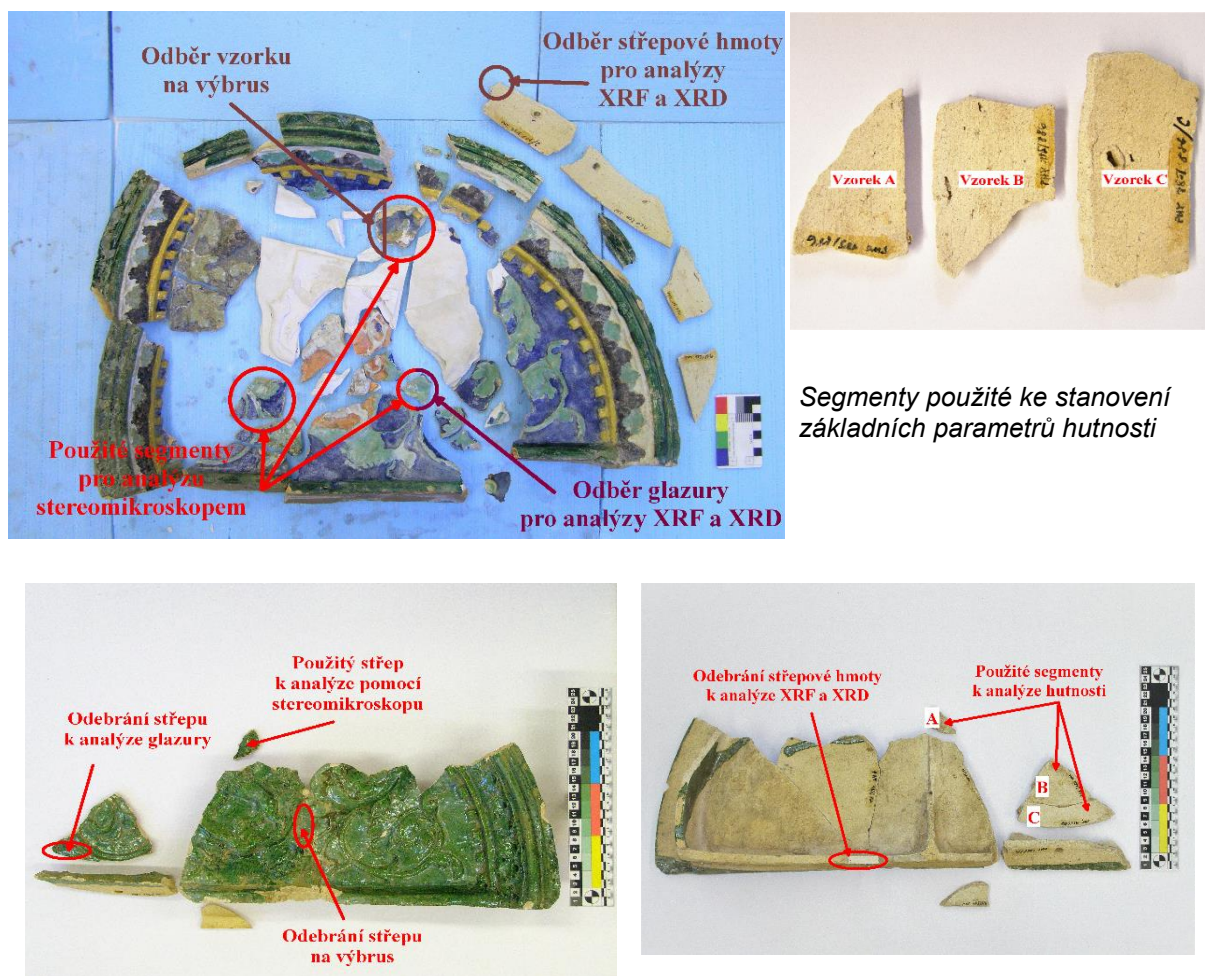 Odběr vzorku
na výbrus
Odběr střepové hmoty
pro analýzy
XRF a XRD
Použité segmenty
pro analýzu
stereomikroskopem
Odběr glazury
pro analýzy XRF a XRD
Vzorek A
Vzorek B
Vzorek C
Segmenty použité ke stanovení
základních parametrů hutnosti
Použitý střep
k analýze pomocí
stereomikroskopu
Odebrání střepu
k analýze glazury
Odebrání střepu
na výbrus
Odebrání střepové hmoty
k analýze XRF a XRD
Použité segmenty
k analýze hutnosti
A
B
C